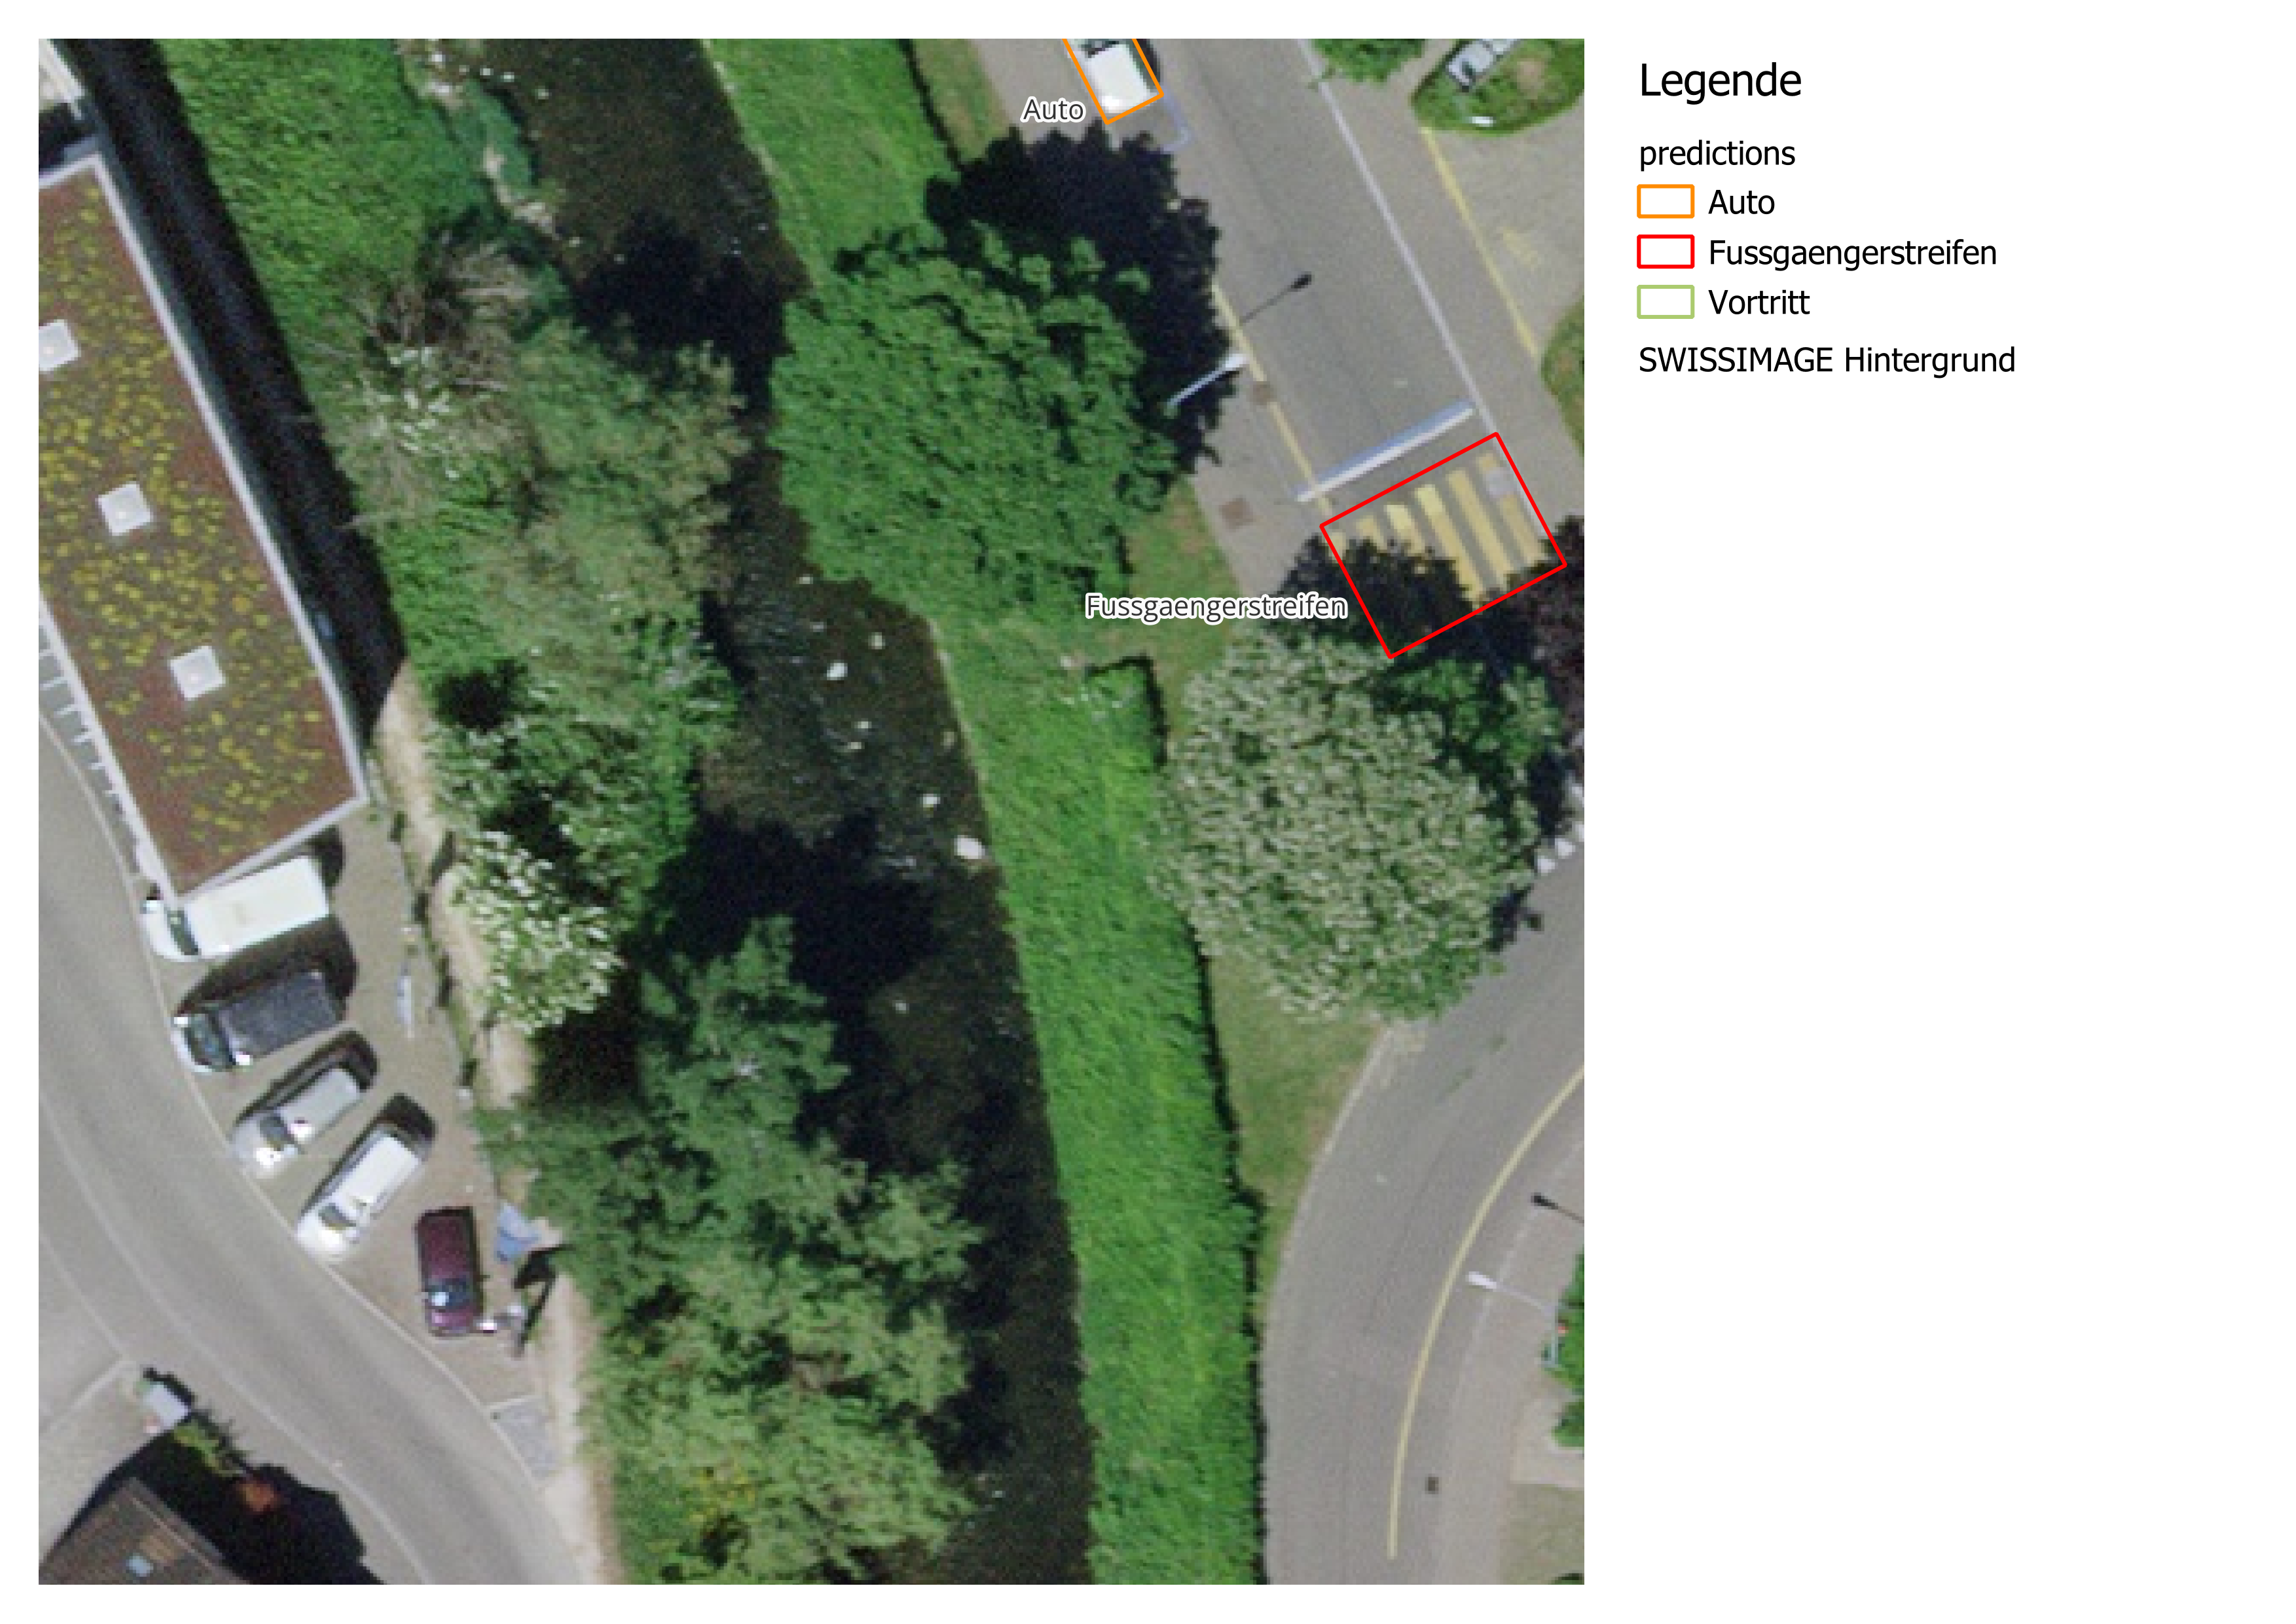 Legende
predictions
Auto
Fussgaengerstreifen
Vortritt
SWISSIMAGE Hintergrund
Auto
Fussgaengerstreifen